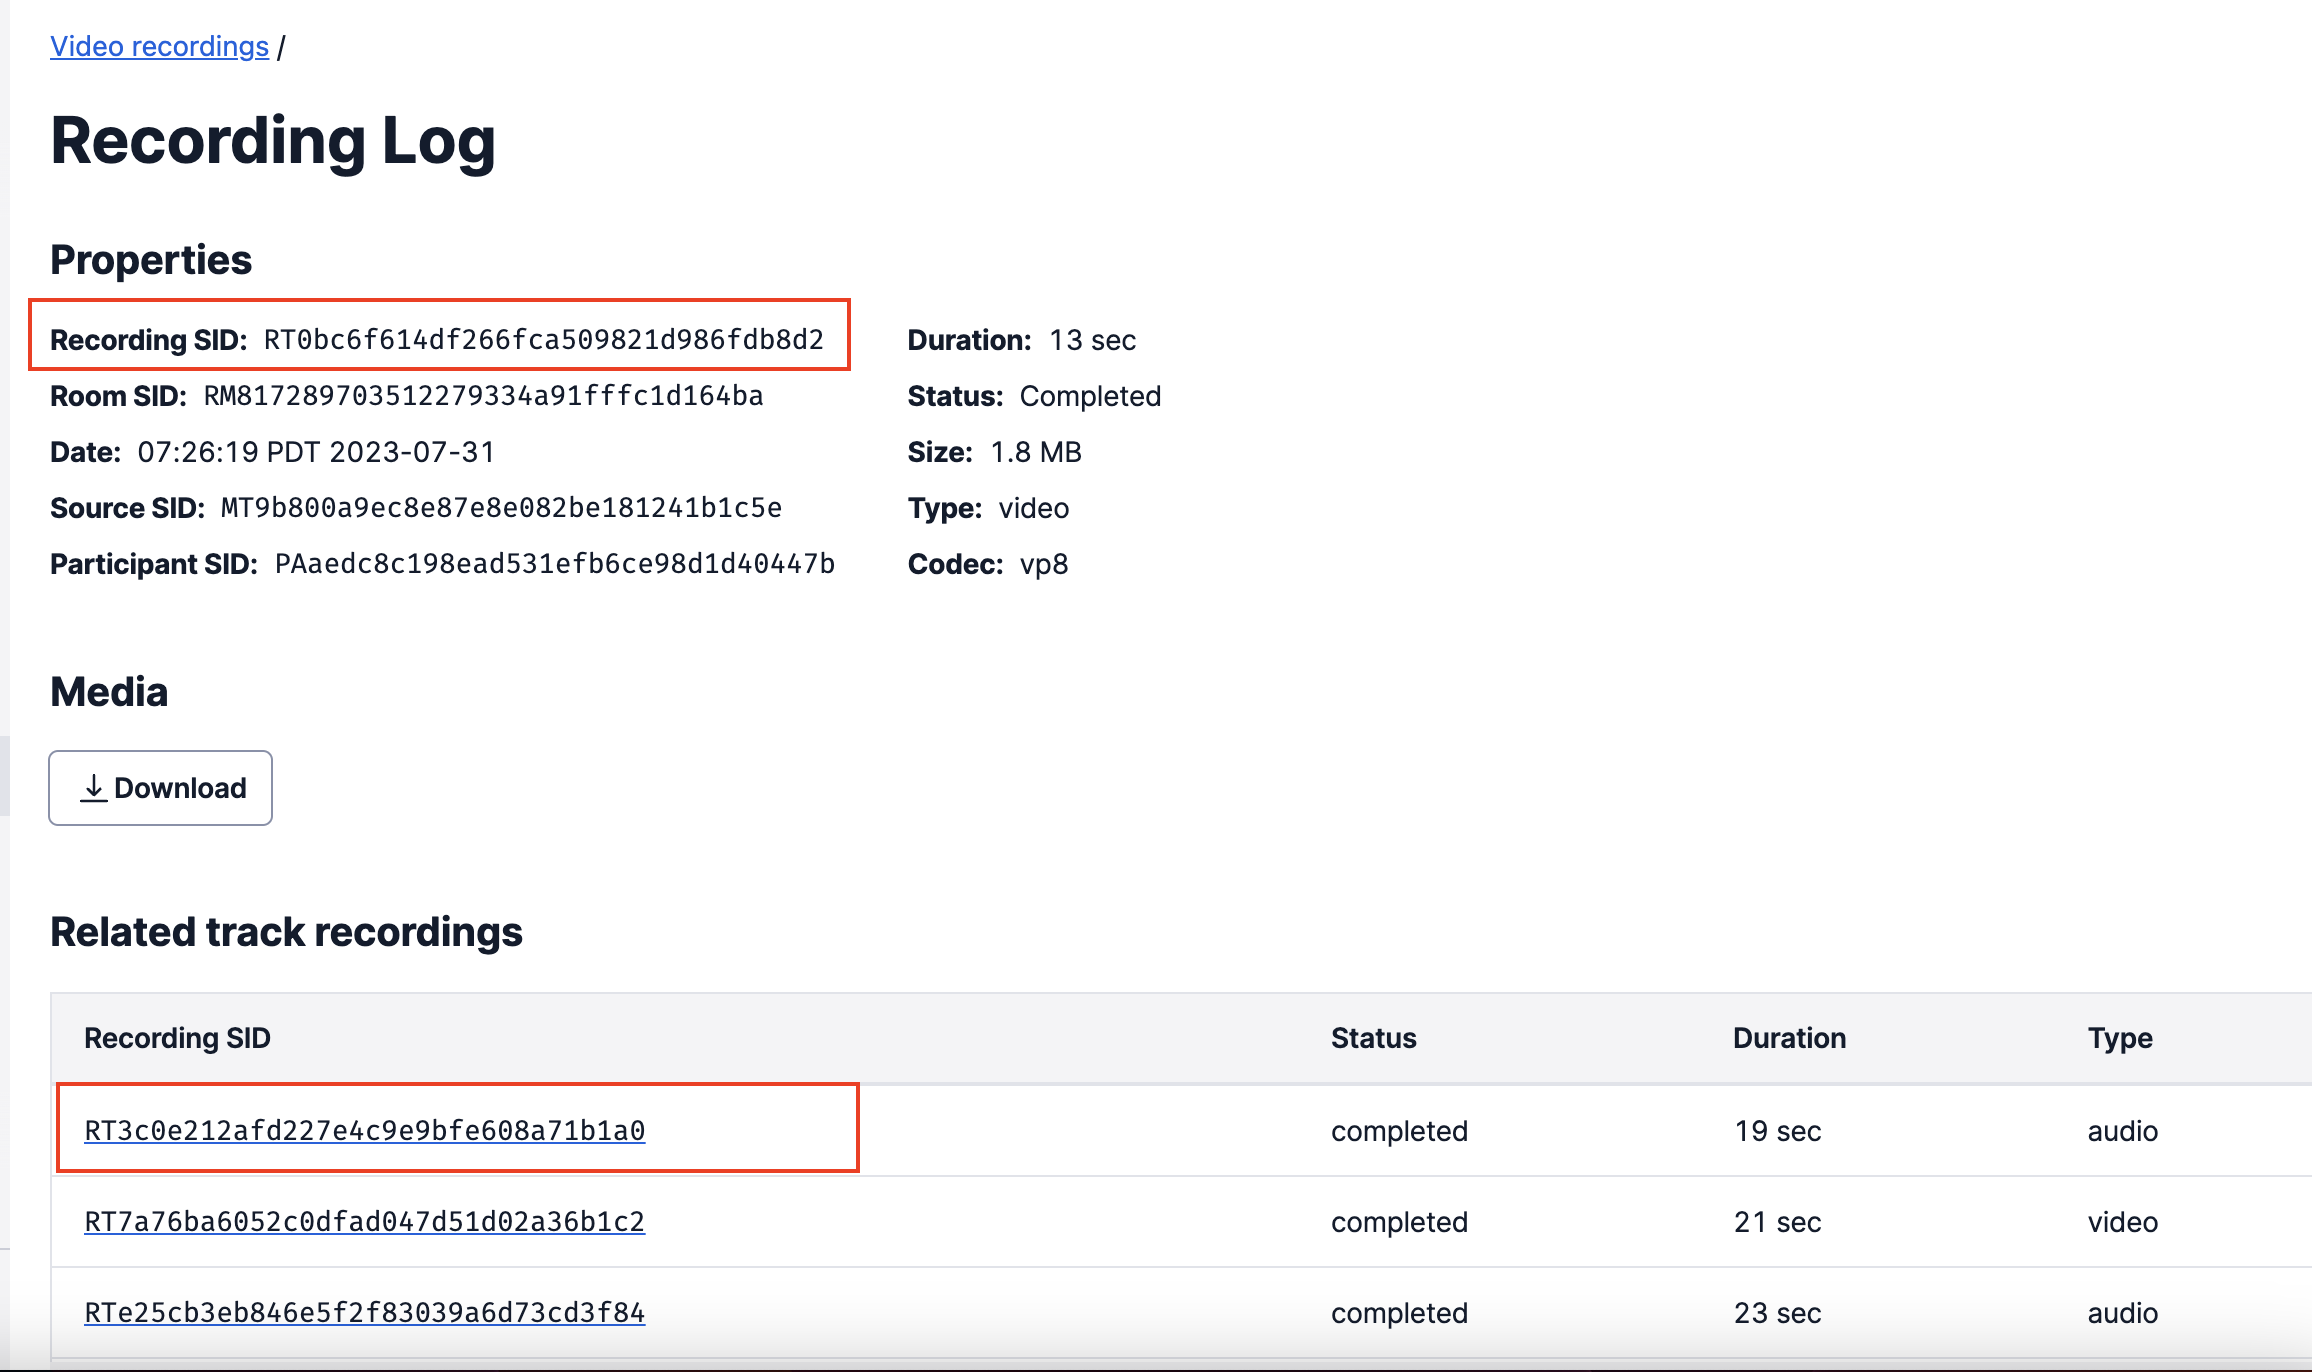 Video recordings /
Recording Log
Properties
Recording SID: RT0bc6f614df266fca509821d986fdb8d2
Duration: 13 sec
Room SID: RM817289703512279334a91fffc1d164ba
Status: Completed
Date: 07:26:19 PDT 2023-07-31
Size: 1.8 MB
Source SID: MT9b800a9ec8e87e8e082be181241b1c5e
Type: video
Participant SID: PAaedc8c198ead531efb6ce98d1d40447b
Codec: vp8
Media
Download
Related track recordings
Recording SID Status Duration Type
RT3c0e212afd227e4c9e9bfe608a71b1a0 completed 19 sec audio
RT7a76ba6052c0dfad047d51d02a36b1c2 completed 21 sec video
RTe25cb3eb846e5f2f83039a6d73cd3f84 completed 23 sec audio